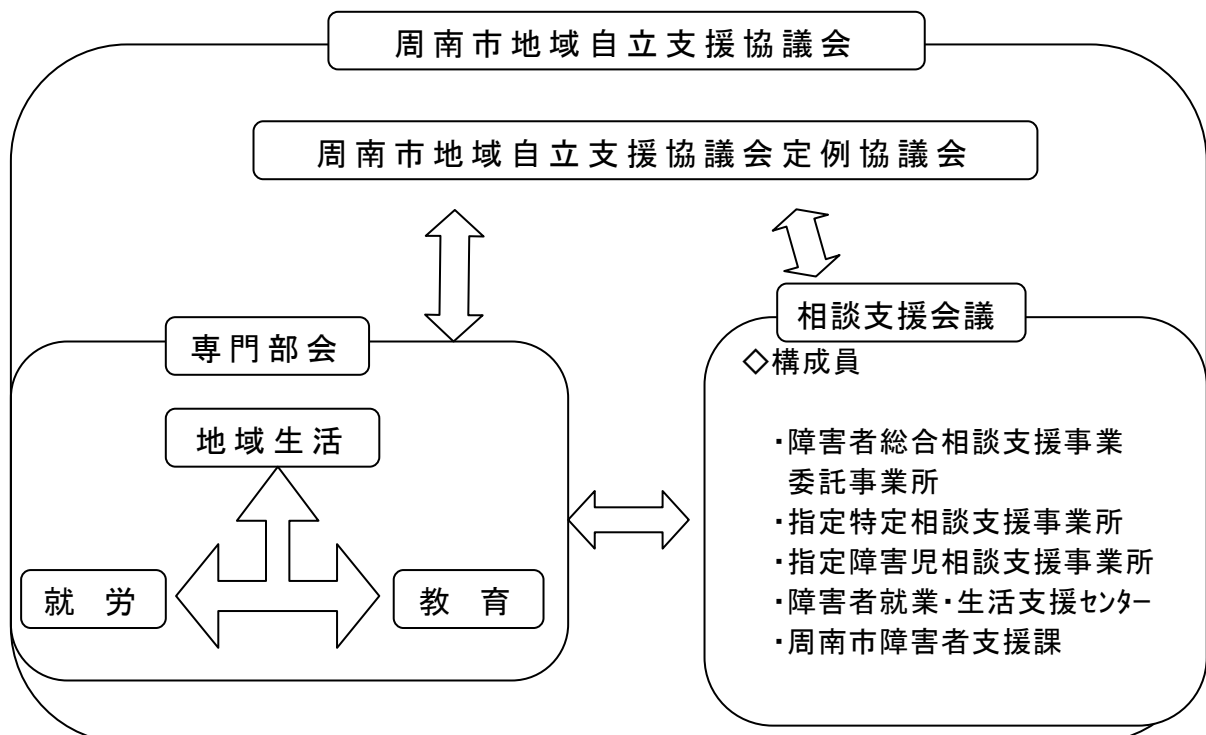 周南市地域自立支援協議会
周南市地域自立支援協議会定例協議会
専門部会
地域生活
就　労
教　育
相談支援会議
◇構成員
・障害者総合相談支援事業
委託事業所
・指定特定相談支援事業所
・指定障害児相談支援事業所
・障害者就業・生活支援ｾﾝﾀｰ
・周南市障害者支援課